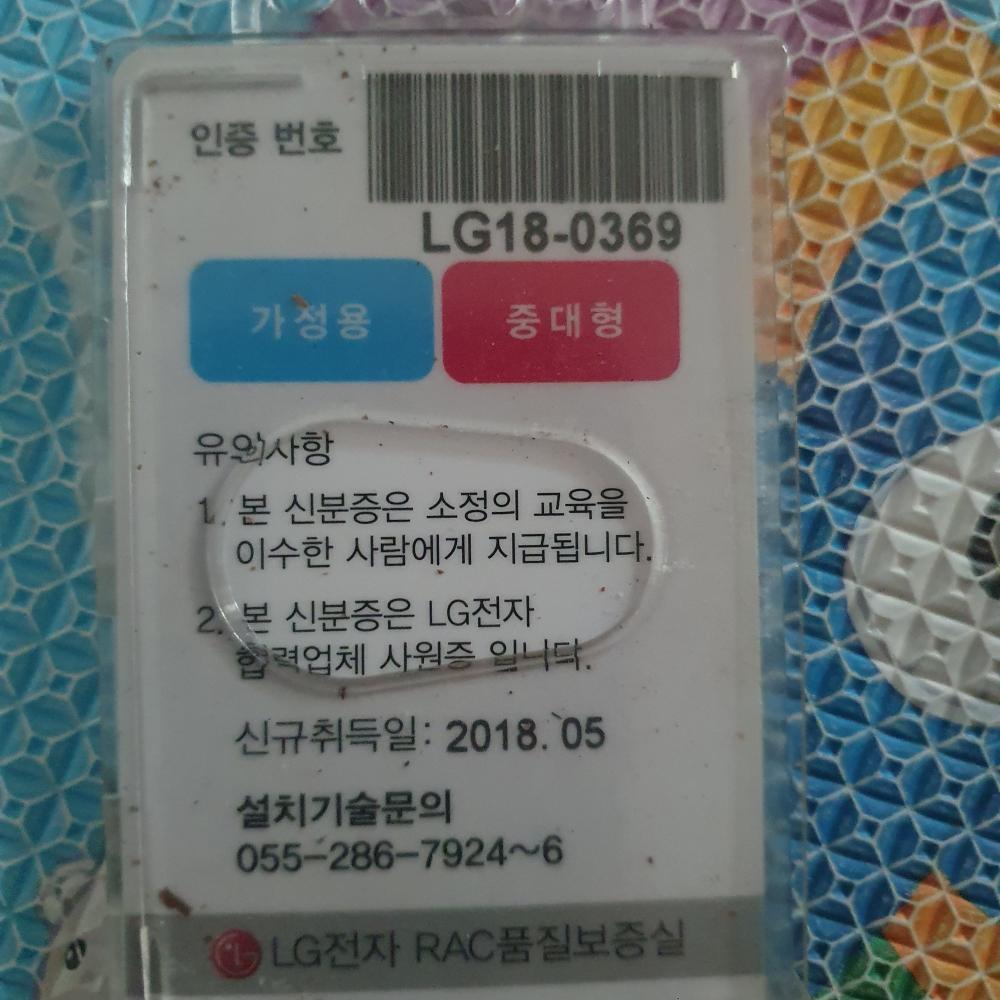 인증 번호
LG18-0369
가정용 중대형
유의사항
1. 본 신분증은 소정의 교육을
이수한 사람에게 지급됩니다.
2. 본 신분증은 LG전자
협력업체 사원증 입니다.
신규취득일: 2018. 05
설치기술문의
055-286-7924~6
LG전자 RAC품질보증실